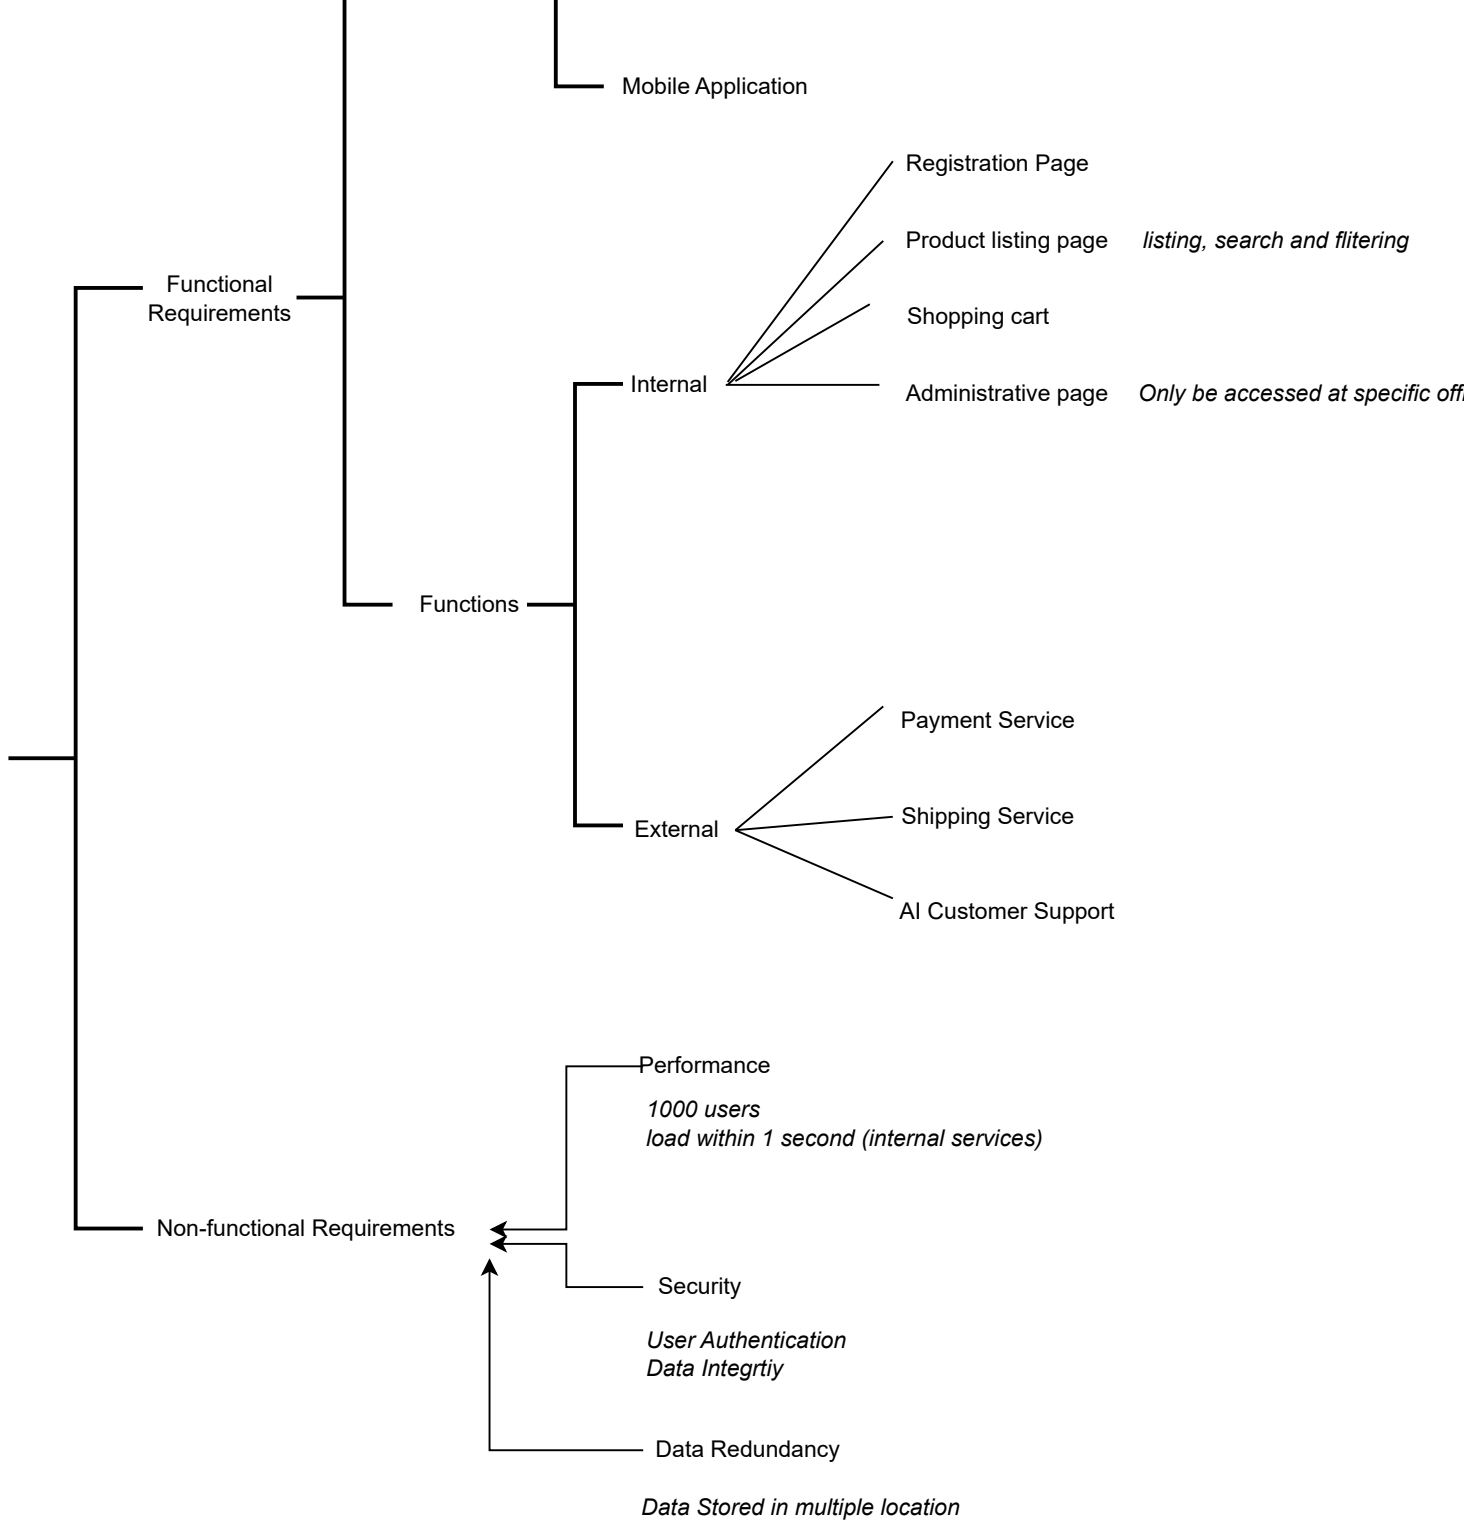 Mobile Application
Registration Page
Product listing page listing, search and flitering
Functional
Requirements
Shopping cart
Internal
Administrative page Only be accessed at specific
Functions
Payment Service
Shipping Service
External
AI Customer Support
Performance
1000 users
load within 1 second (internal services)
Non-functional Requirements
Security
User Authentication
Data Integrtiy
Data Redundancy
Data Stored in multiple location